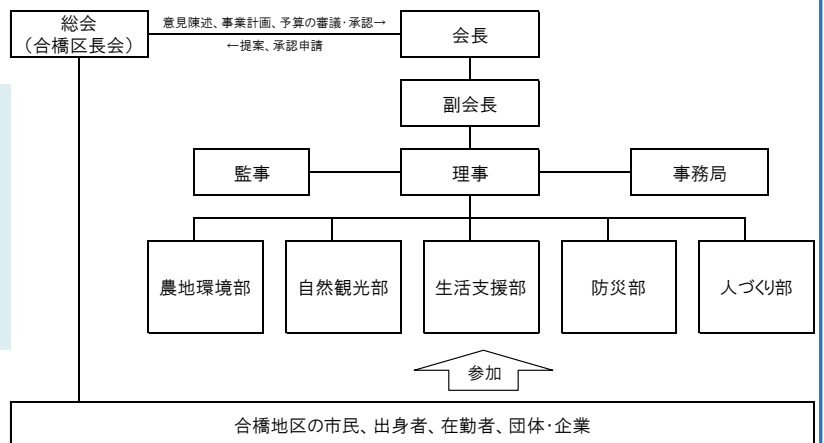 総会
（合橋区長会）
意見陳述、事業計画、予算の審議・承認→
←提案、承認申請
会長
副会長
監事
理事
事務局
農地環境部
自然観光部
生活支援部
防災部
人づくり部
参加
合橋地区の市民、出身者、在勤者、団体・企業